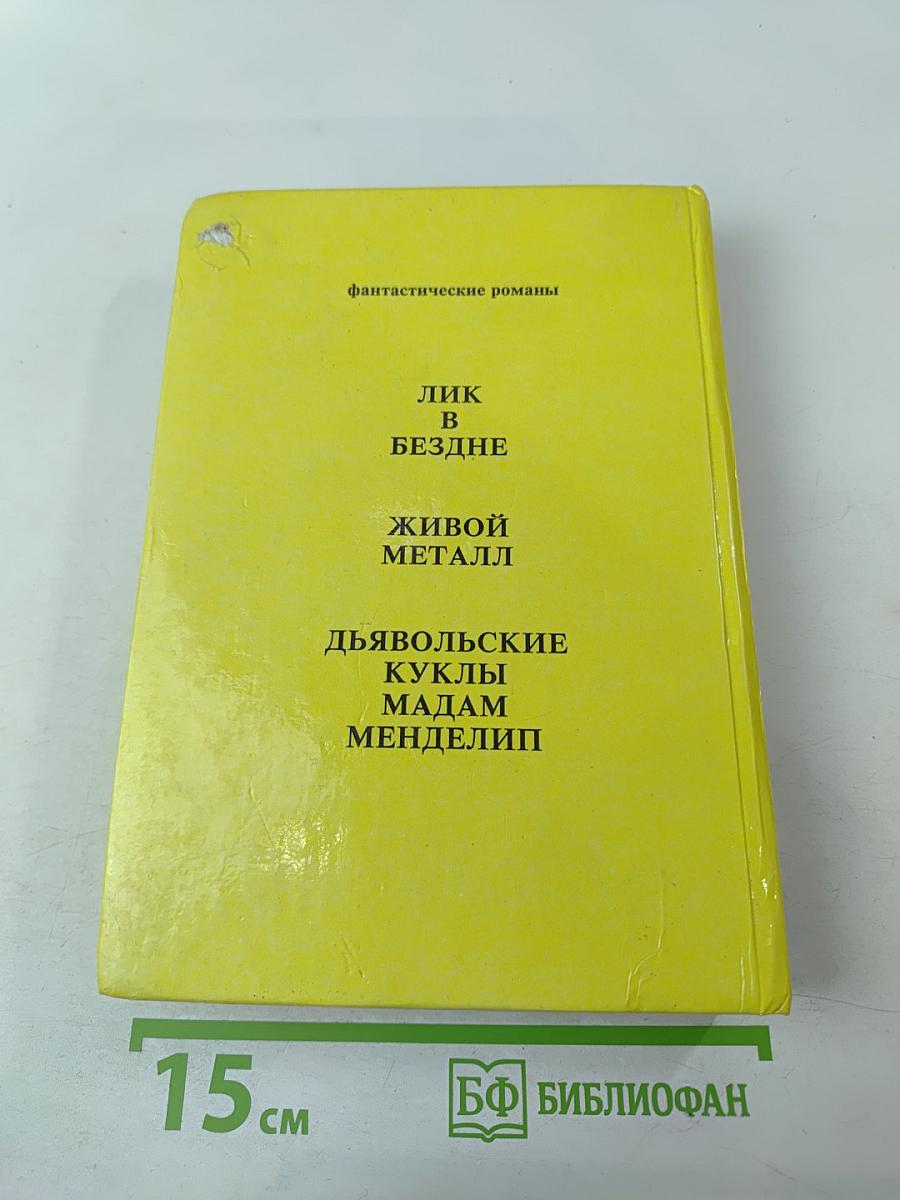 фантастические романы
ЛИК
В
БЕЗДНЕ
ЖИВОЙ
МЕТАЛЛ
ДЬЯВОЛЬСКИЕ
КУКЛЫ
МАДАМ
МЕНДЕЛИП
15 см
БФ БИБЛИОФАН